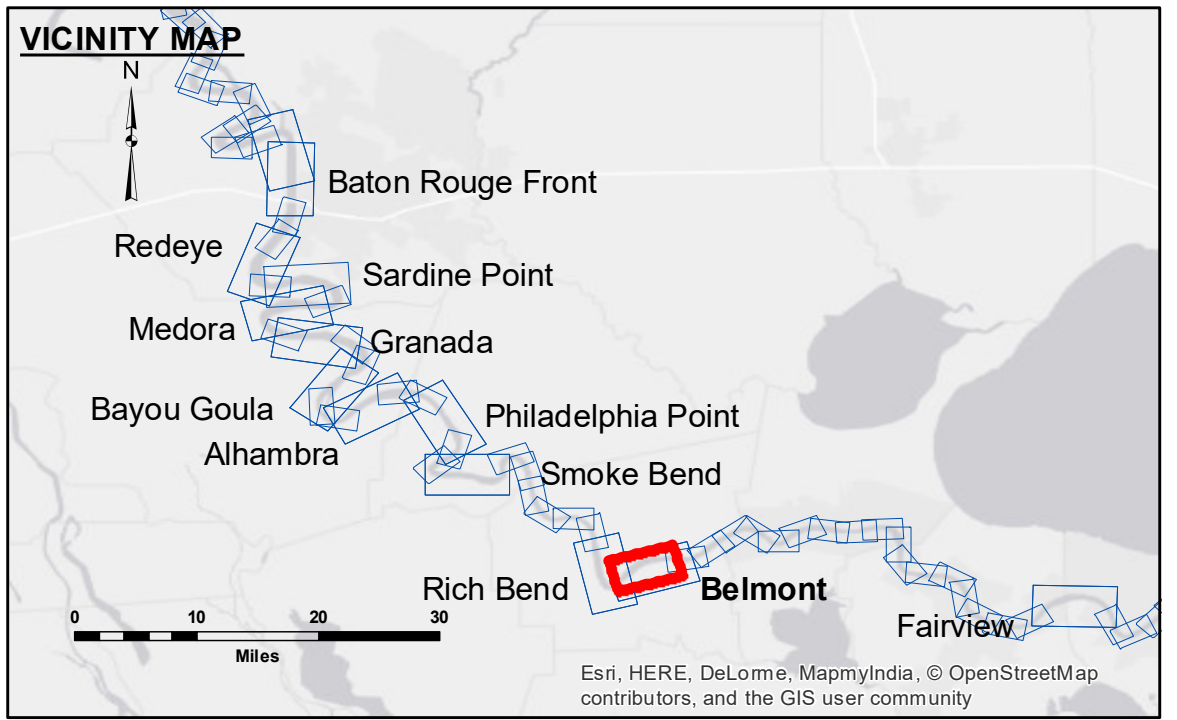 VICINITY MAP
N
Baton Rouge Front
Redeye
Sardine Point
Medora
Granada
Bayou Goula
Philadelphia Point
Alhambra
Smoke Bend
Rich Bend
Belmont
0 10 20 30
Fairview
Miles
Esri, HERE, DeLorme, MapmyIndia, © OpenStreetMap
contributors, and the GIS user community